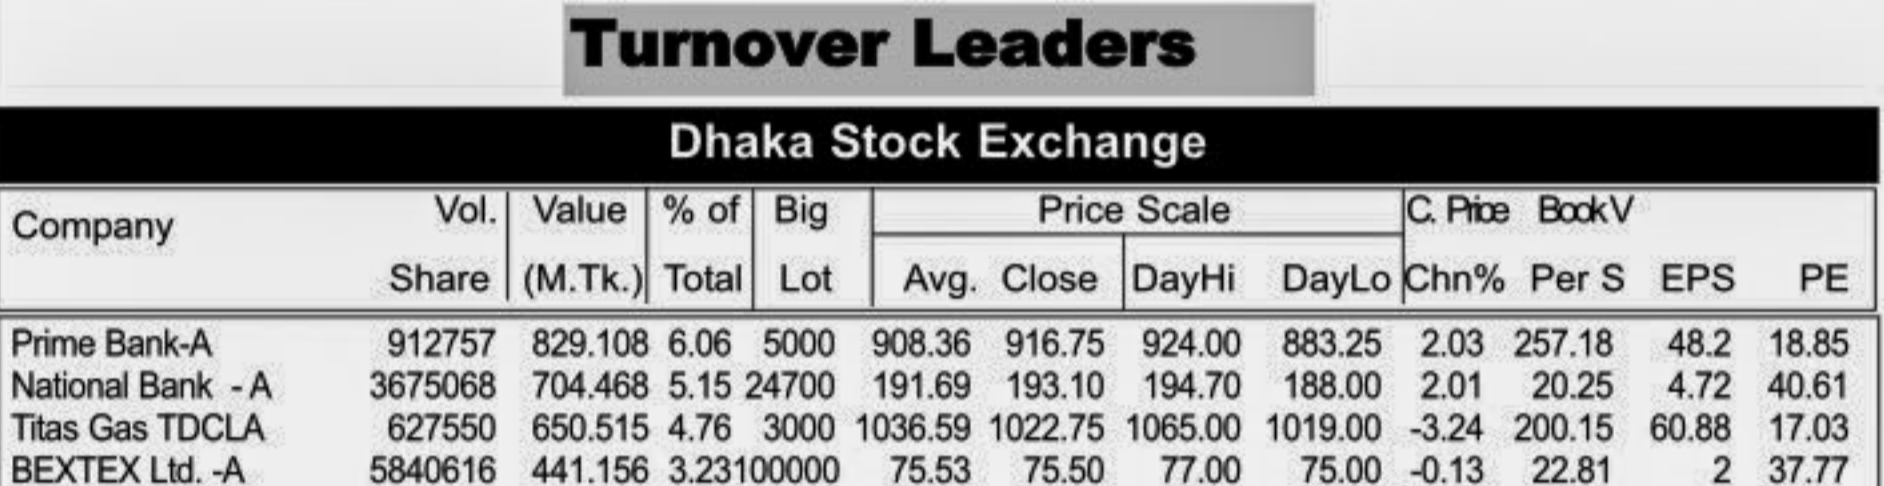 Turnover Leaders
Dhaka Stock Exchange
Company Vol. Value % of Big Price Scale C. Price BookV
Share (M.Tk.) Total Lot Avg. Close DayHi DayLo Chn% Per S EPS PE
Prime Bank-A 912757 829.108 6.06 5000 908.36 916.75 924.00 883.25 2.03 257.18 48.2 18.85
National Bank - A 3675068 704.468 5.15 24700 191.69 193.10 194.70 188.00 2.01 20.25 4.72 40.61
Titas Gas TDCLA 627550 650.515 4.76 3000 1036.59 1022.75 1065.00 1019.00 -3.24 200.15 60.88 17.03
BEXTEX Ltd. -A 5840616 441.156 3.23100000 75.53 75.50 77.00 75.00 -0.13 22.81 2 37.77